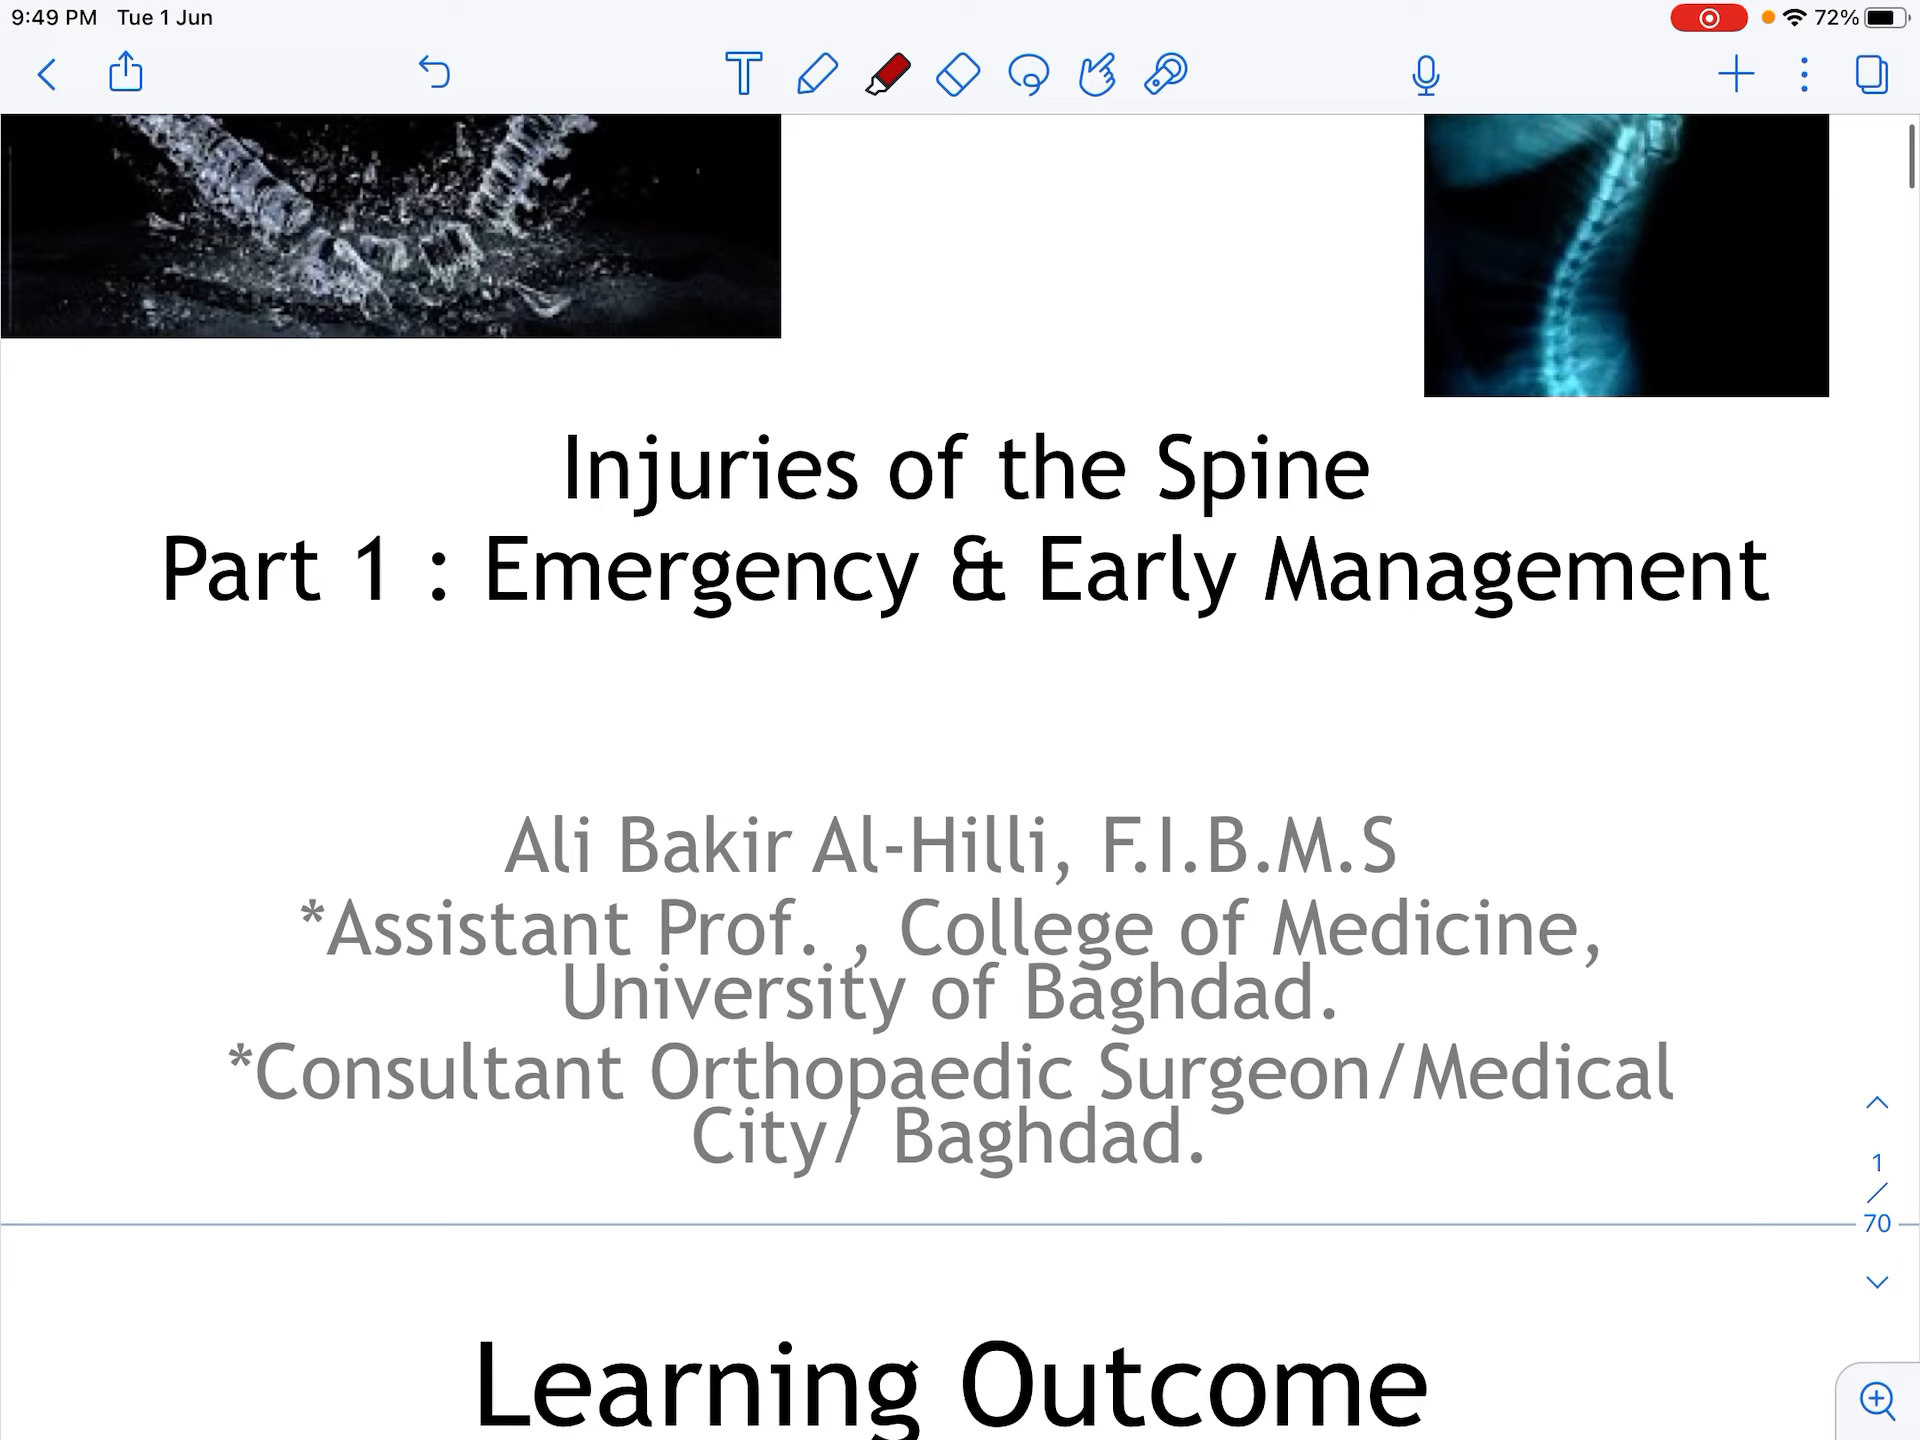 9:49 PM Tue 1 Jun
72%
Injuries of the Spine
Part 1 : Emergency & Early Management
Ali Bakir Al-Hilli, F.I.B.M.S
*Assistant Prof. , College of Medicine,
University of Baghdad.
*Consultant Orthopaedic Surgeon/Medical
City/ Baghdad.
1
/
70
Learning Outcome